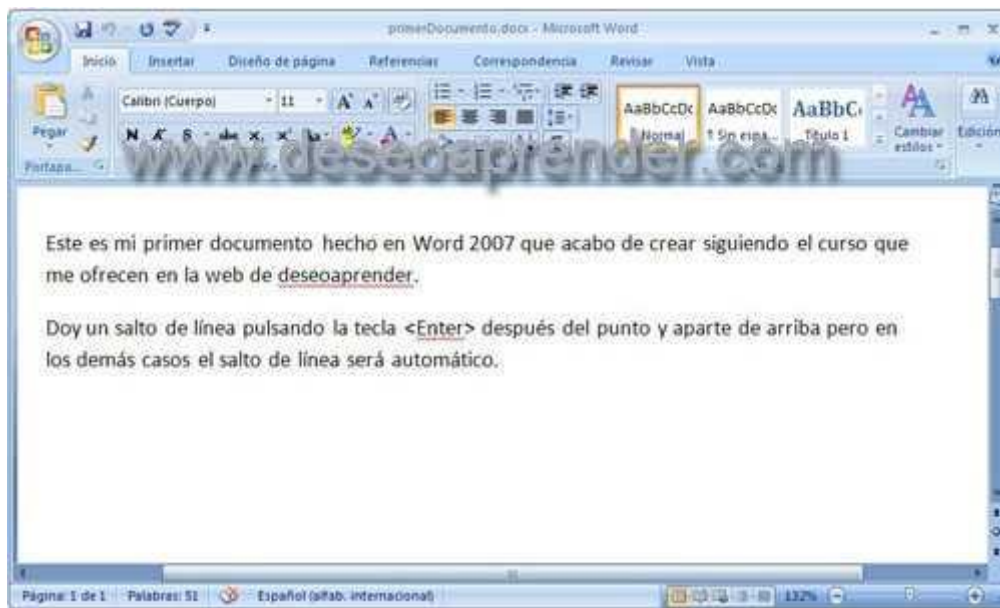 primerDocumento.docx - Microsoft Word
Inicio Insertar Diseño de página Referencias Correspondencia Revisar Vista
Calibri (Cuerpo) 11
AaBbCcDc AaBbCcDc AaBbC
Pegar N K S abc Normal Título 1 Cambiar estilos Edición
www.deseoaprender.com
Este es mi primer documento hecho en Word 2007 que acabo de crear siguiendo el curso que
me ofrecen en la web de deseoaprender.
Doy un salto de línea pulsando la tecla <Enter> después del punto y aparte de arriba pero en
los demás casos el salto de línea será automático.
Página: 1 de 1 Palabras: 51 Español (alfab. internacional) 132%